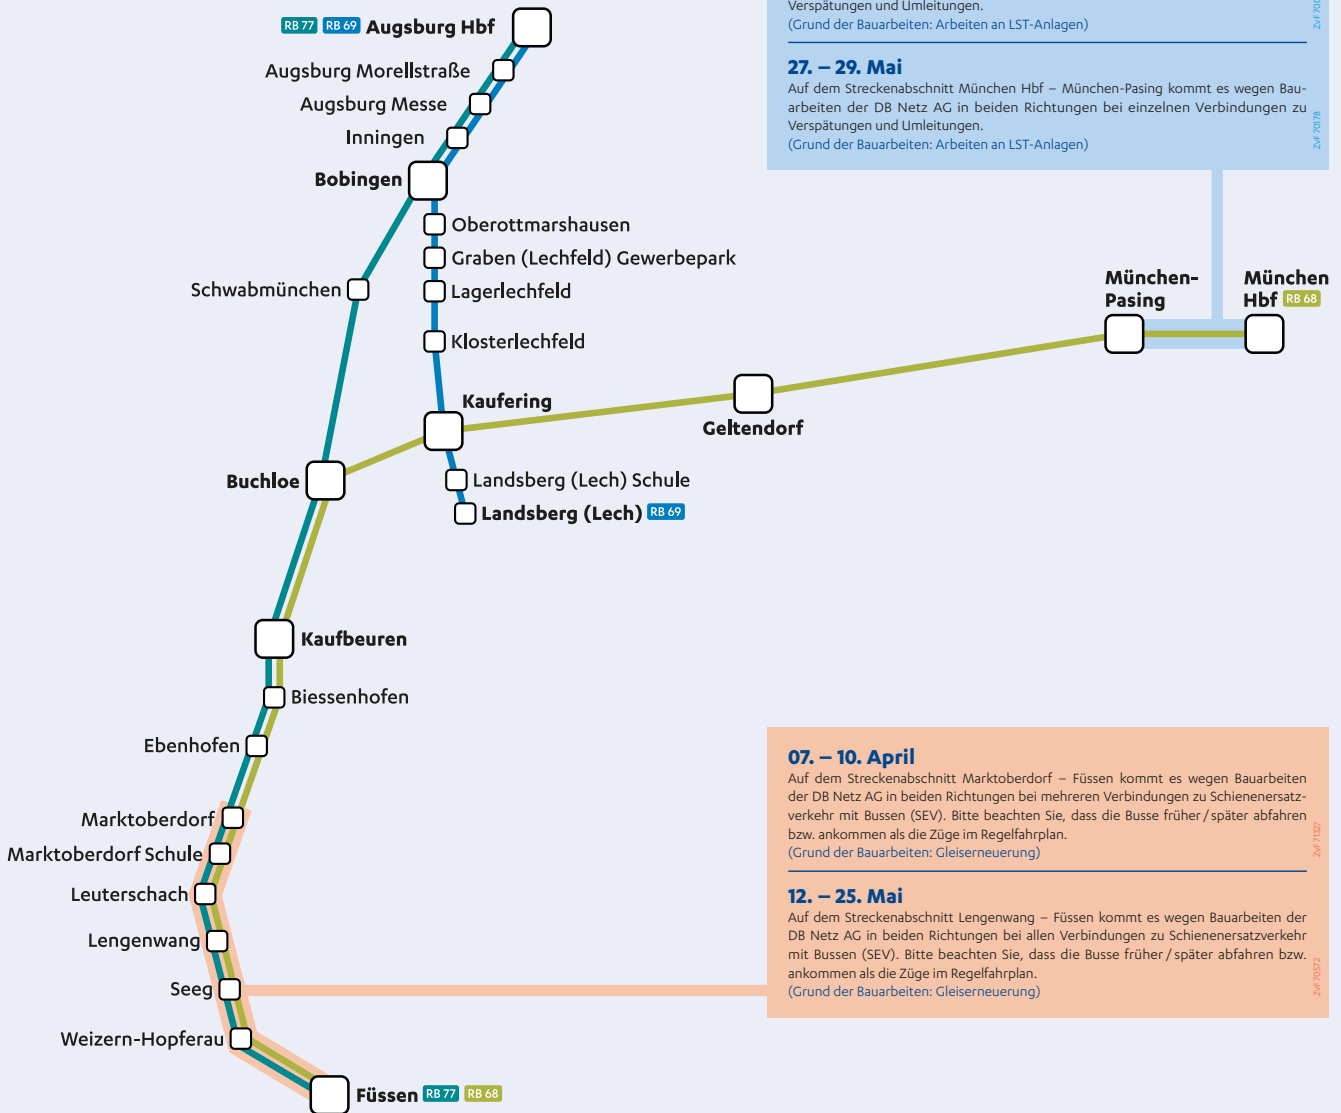 Verspätungen und Umleitungen.
(Grund der Bauarbeiten: Arbeiten an LST-Anlagen)
27. – 29. Mai
Auf dem Streckenabschnitt München Hbf – München-Pasing kommt es wegen Bau-
arbeiten der DB Netz AG in beiden Richtungen bei einzelnen Verbindungen zu
Verspätungen und Umleitungen.
(Grund der Bauarbeiten: Arbeiten an LST-Anlagen)
ZvF 70178
RB 77 RB 69 Augsburg Hbf
Augsburg Morellstraße
Augsburg Messe
Inningen
Bobingen
Oberottmarshausen
Graben (Lechfeld) Gewerbepark
Schwabmünchen
Lagerlechfeld
Klosterlechfeld
München-
Pasing
München
Hbf RB 68
Kaufering
Geltendorf
Buchloe
Landsberg (Lech) Schule
Landsberg (Lech) RB 69
Kaufbeuren
Biessenhofen
Ebenhofen
Marktoberdorf
Marktoberdorf Schule
Leuterschach
Lengenwang
Seeg
Weizern-Hopferau
Füssen RB 77 RB 68
07. – 10. April
Auf dem Streckenabschnitt Marktoberdorf – Füssen kommt es wegen Bauarbeiten
der DB Netz AG in beiden Richtungen bei mehreren Verbindungen zu Schienenersatz-
verkehr mit Bussen (SEV). Bitte beachten Sie, dass die Busse früher / später abfahren
bzw. ankommen als die Züge im Regelfahrplan.
(Grund der Bauarbeiten: Gleiserneuerung)
ZvF 71327
12. – 25. Mai
Auf dem Streckenabschnitt Lengenwang – Füssen kommt es wegen Bauarbeiten der
DB Netz AG in beiden Richtungen bei allen Verbindungen zu Schienenersatzverkehr
mit Bussen (SEV). Bitte beachten Sie, dass die Busse früher / später abfahren bzw.
ankommen als die Züge im Regelfahrplan.
(Grund der Bauarbeiten: Gleiserneuerung)
ZvF 70572